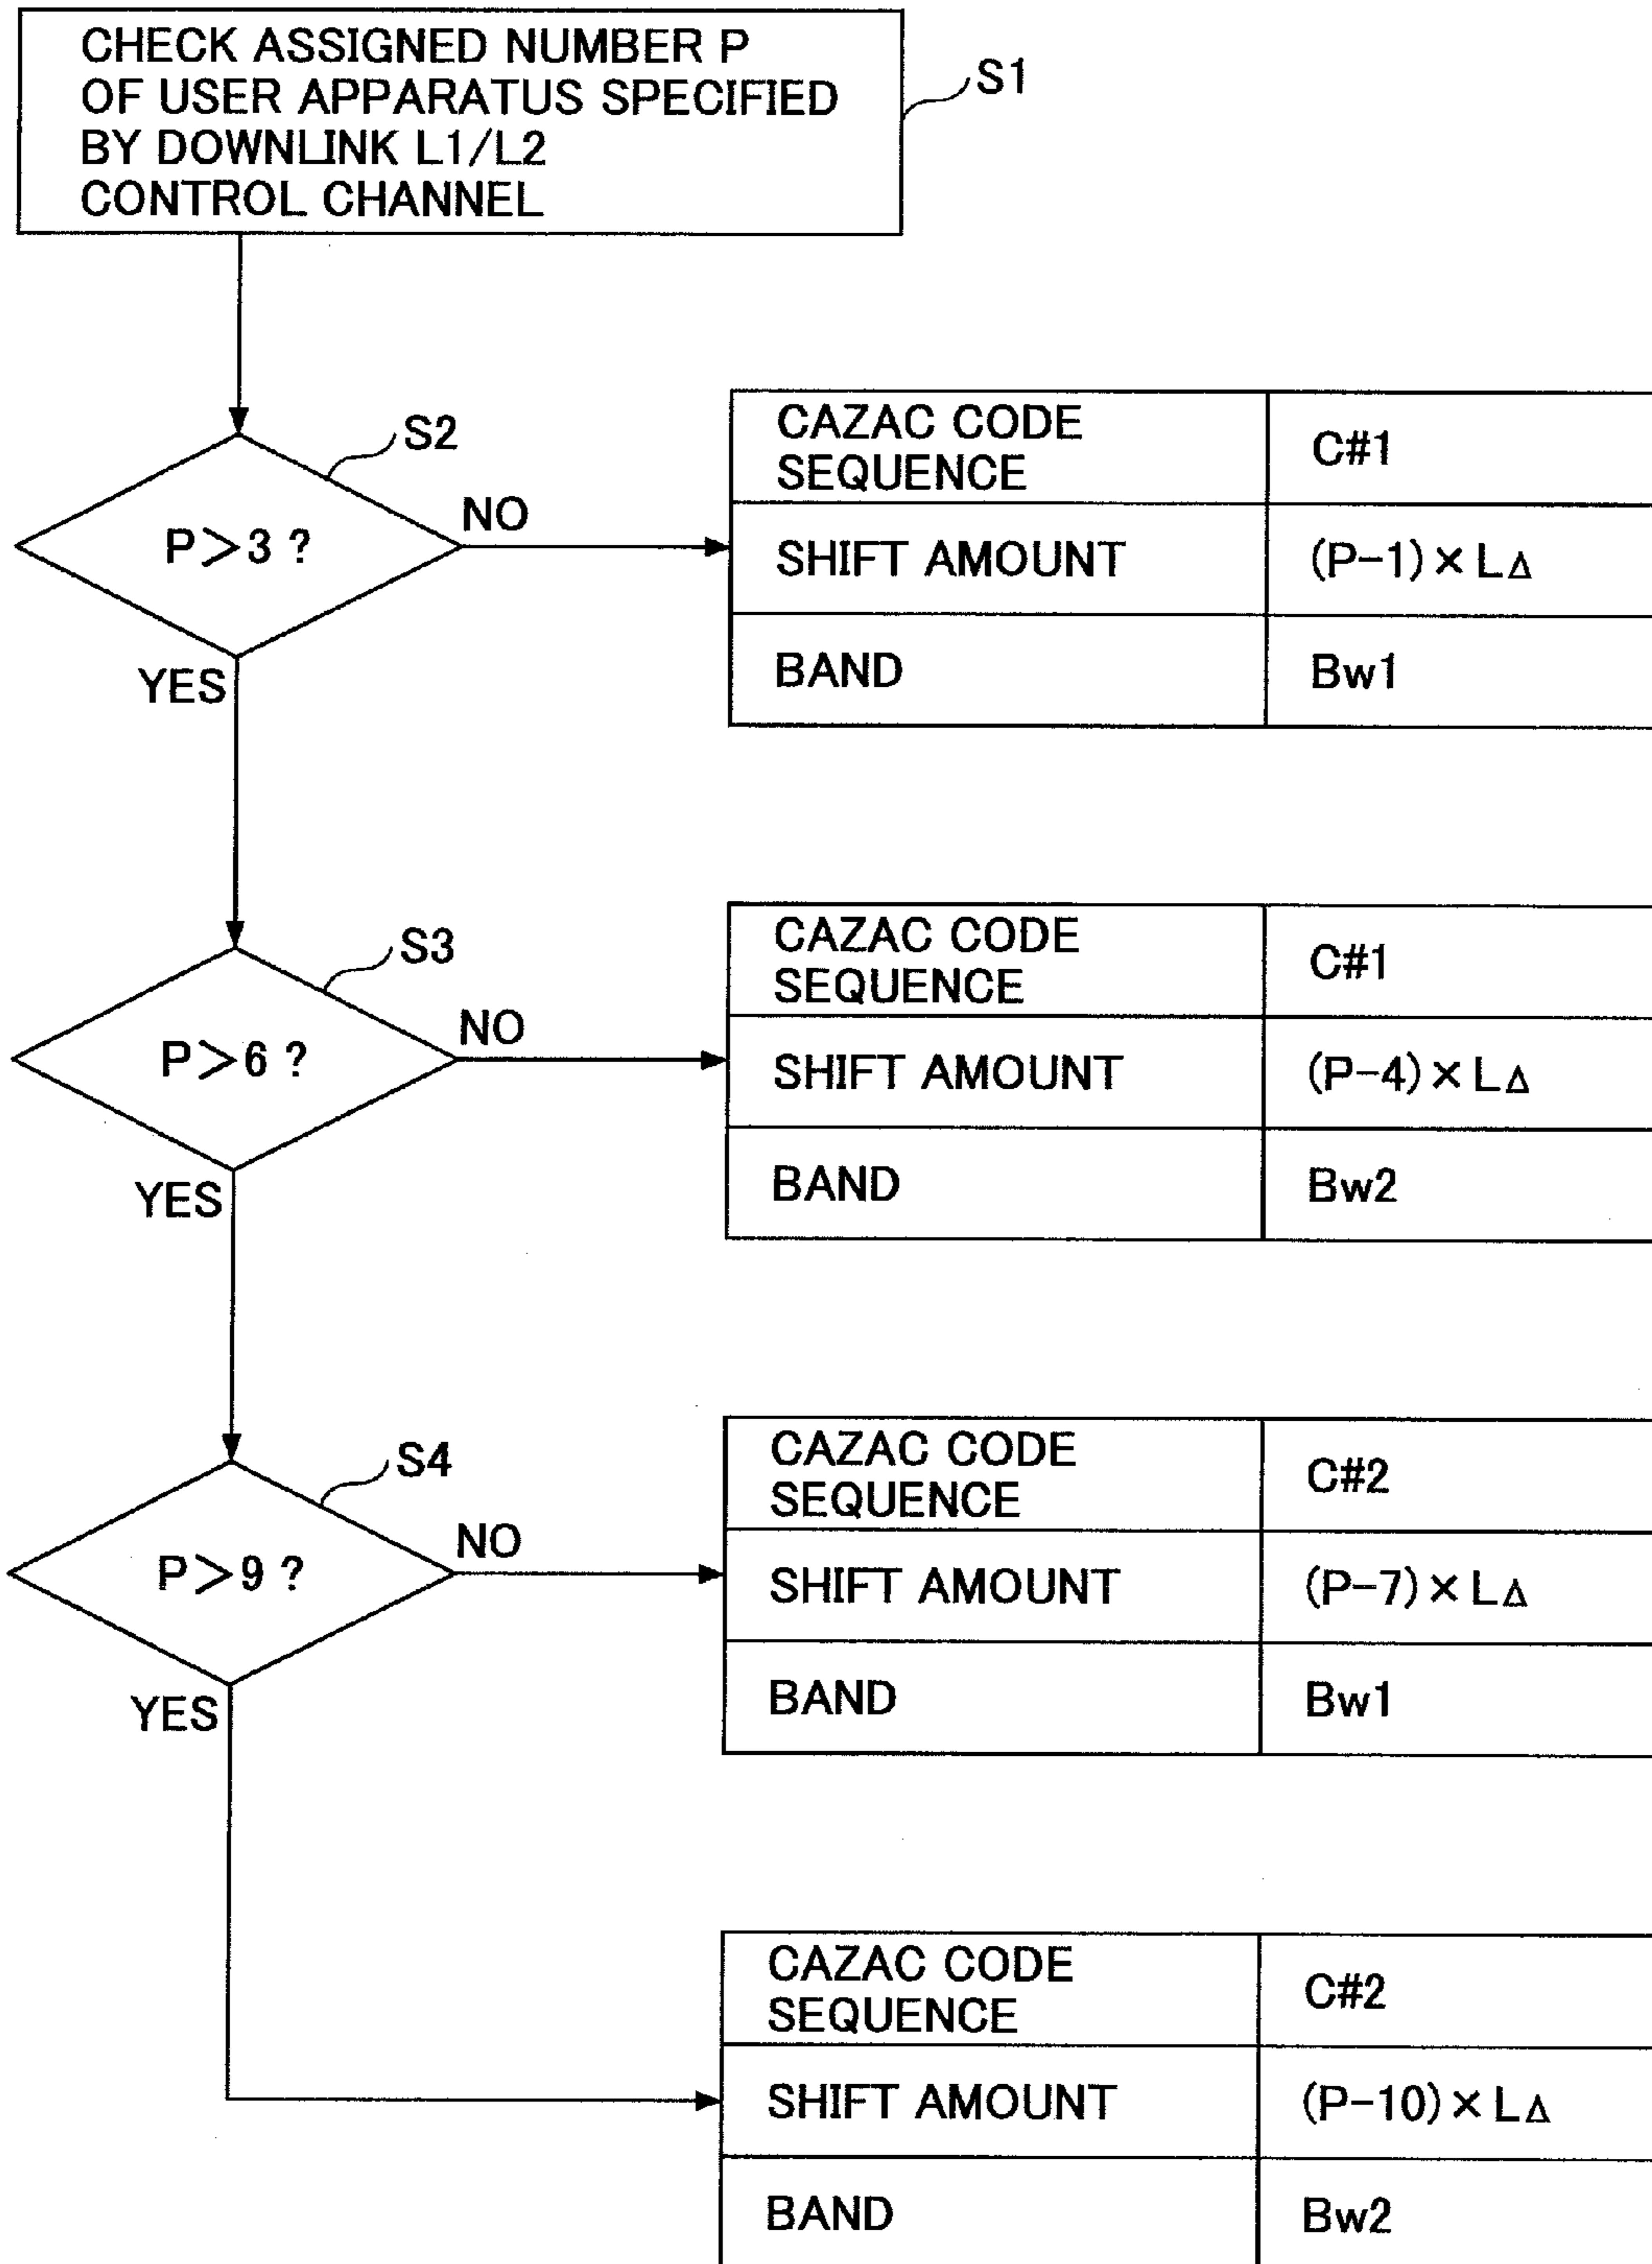 CHECK ASSIGNED NUMBER P
OF USER APPARATUS SPECIFIED
BY DOWNLINK L1/L2
CONTROL CHANNEL
S1
S2
P>3 ?
NO
YES
CAZAC CODE
SEQUENCE
C#1
SHIFT AMOUNT
(P-1)×LΔ
BAND
Bw1
S3
P>6 ?
NO
YES
CAZAC CODE
SEQUENCE
C#1
SHIFT AMOUNT
(P-4)×LΔ
BAND
Bw2
S4
P>9 ?
NO
YES
CAZAC CODE
SEQUENCE
C#2
SHIFT AMOUNT
(P-7)×LΔ
BAND
Bw1
CAZAC CODE
SEQUENCE
C#2
SHIFT AMOUNT
(P-10)×LΔ
BAND
Bw2